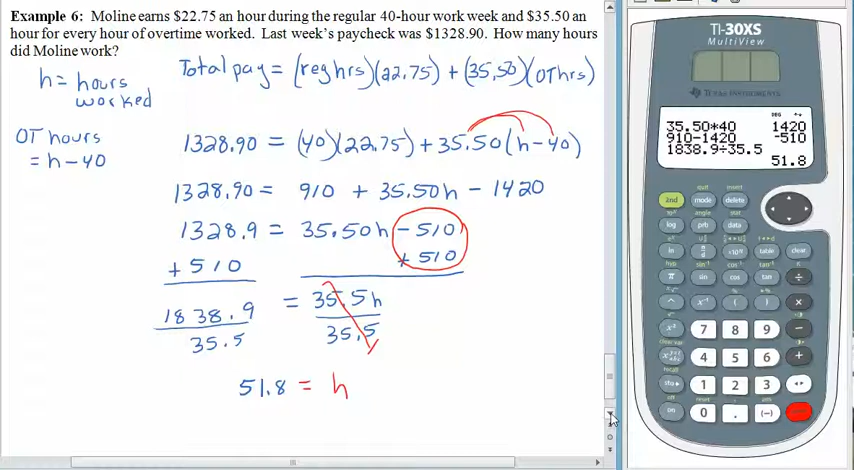 Example 6: Moline earns $22.75 an hour during the regular 40-hour work week and $35.50 an
hour for every hour of overtime worked. Last week's paycheck was $1328.90. How many hours
did Moline work?
h = hours
worked
Total pay = (reg hrs)(22.75) + (35.50)(OT hrs)
OT hours
= h - 40
1328.90 = (40)(22.75) + 35.50(h - 40)
1328.90 = 910 + 35.50h - 1420
1328.9 = 35.50h - 510
+510 + 510
1838.9 = 35.5h
35.5 35.5
51.8 = h
TI-30XS
MultiView
TEXAS INSTRUMENTS
DEG
35.50*40 1420
910-1420 -510
1838.9÷35.5
51.8
2nd mode delete
log prb data
ln table clear
π sin cos tan ÷
^ ( ) ×
7 8 9 −
4 5 6 +
sto 1 2 3
on 0 . (−)